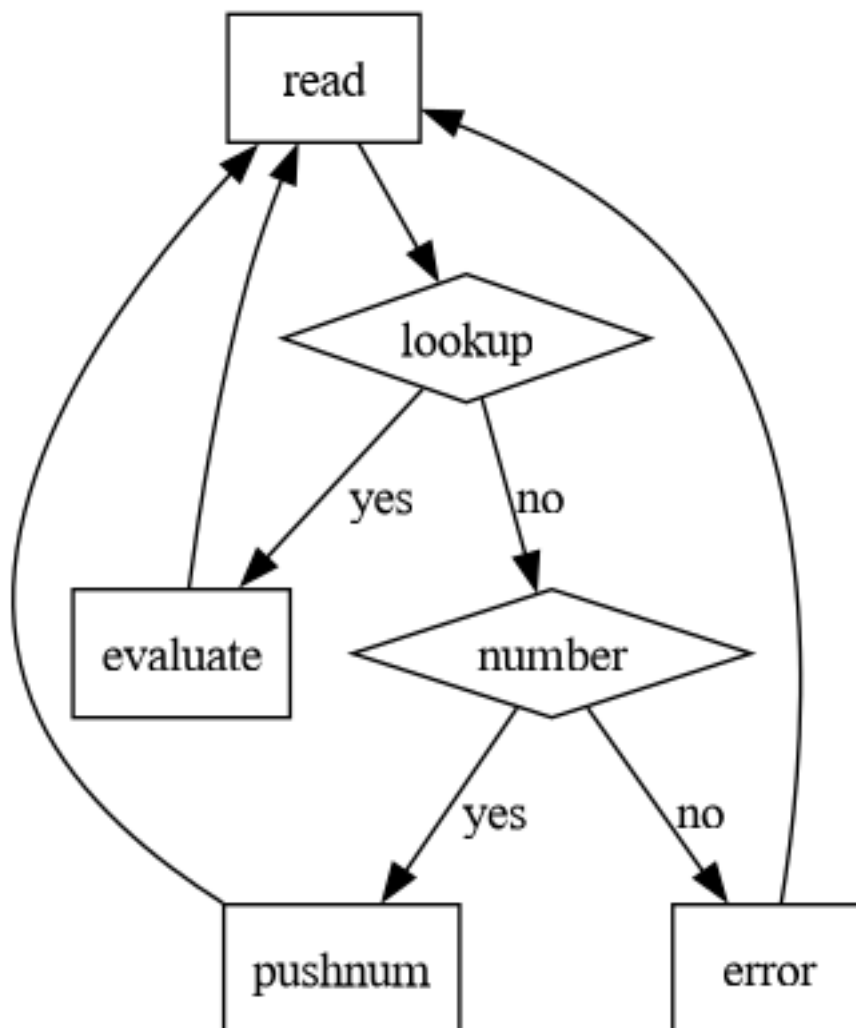 read
lookup
yes
no
evaluate
number
yes
no
pushnum
error